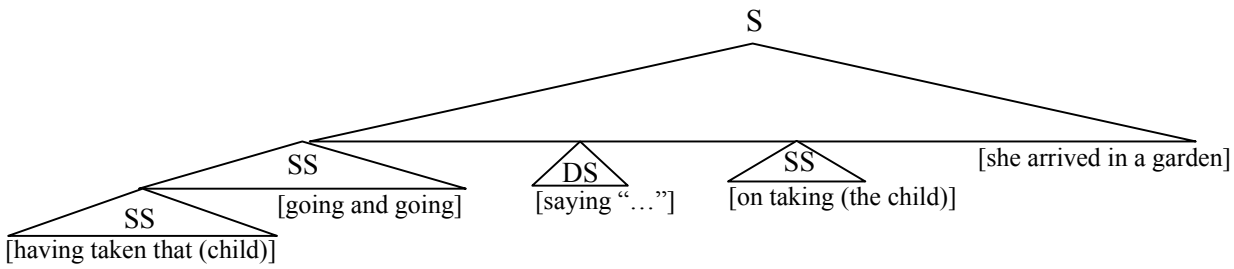 S
SS
DS
SS
[she arrived in a garden]
[going and going]
[saying “…”]
[on taking (the child)]
SS
[having taken that (child)]